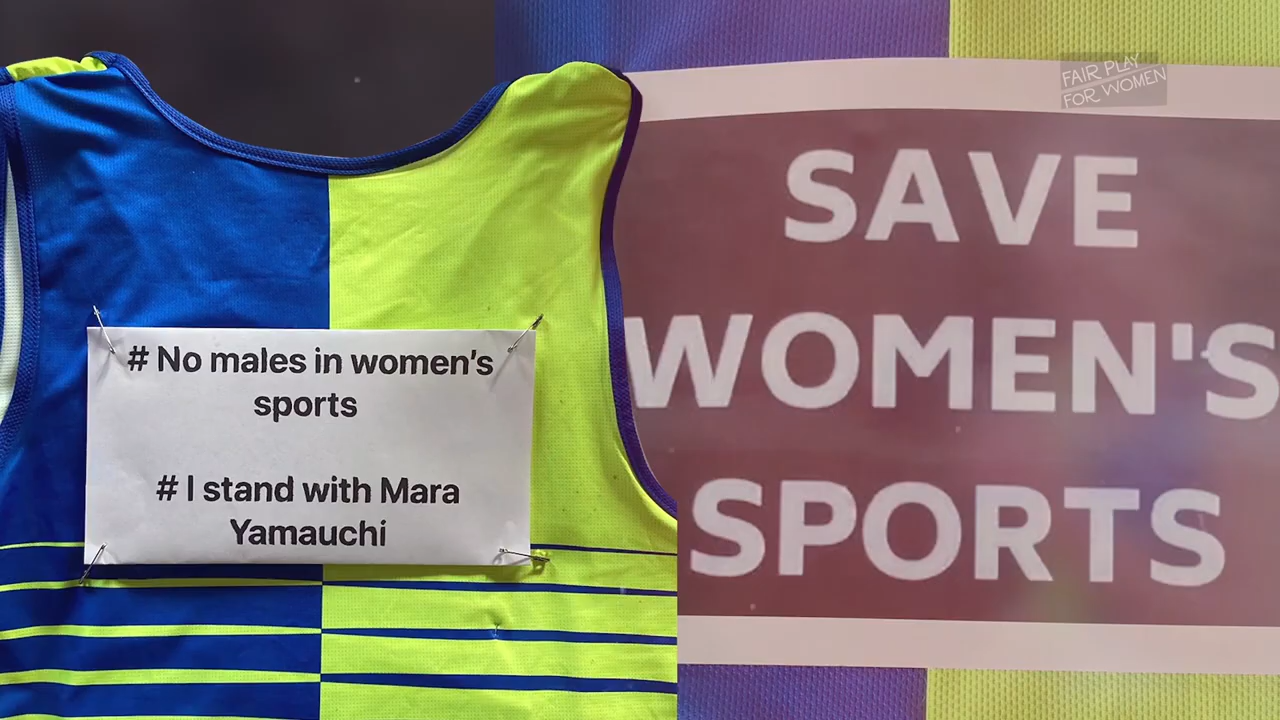 # No males in women's
sports
# I stand with Mara
Yamauchi
FAIR PLAY
FOR WOMEN
SAVE
WOMEN'S
SPORTS